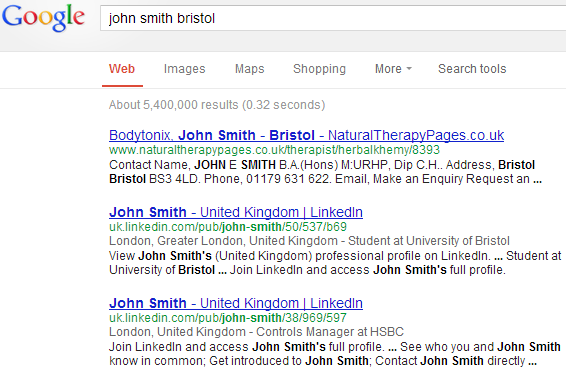 Google john smith bristol
Web Images Maps Shopping More Search tools
About 5,400,000 results (0.32 seconds)
Bodytonix, John Smith - Bristol - NaturalTherapyPages.co.uk
www.naturaltherapypages.co.uk/therapist/herbalkhemy/8393
Contact Name, JOHN E SMITH B.A.(Hons) M:URHP, Dip C.H.. Address, Bristol
Bristol BS3 4LD. Phone, 01179 631 622. Email, Make an Enquiry Request an ...
John Smith - United Kingdom | LinkedIn
uk.linkedin.com/pub/john-smith/50/537/b69
London, Greater London, United Kingdom - Student at University of Bristol
View John Smith's (United Kingdom) professional profile on LinkedIn. ... Student at
University of Bristol ... Join LinkedIn and access John Smith's full profile.
John Smith - United Kingdom | LinkedIn
uk.linkedin.com/pub/john-smith/38/969/597
London, United Kingdom - Controls Manager at HSBC
Join LinkedIn and access John Smith's full profile. ... See who you and John Smith
know in common; Get introduced to John Smith; Contact John Smith directly ...